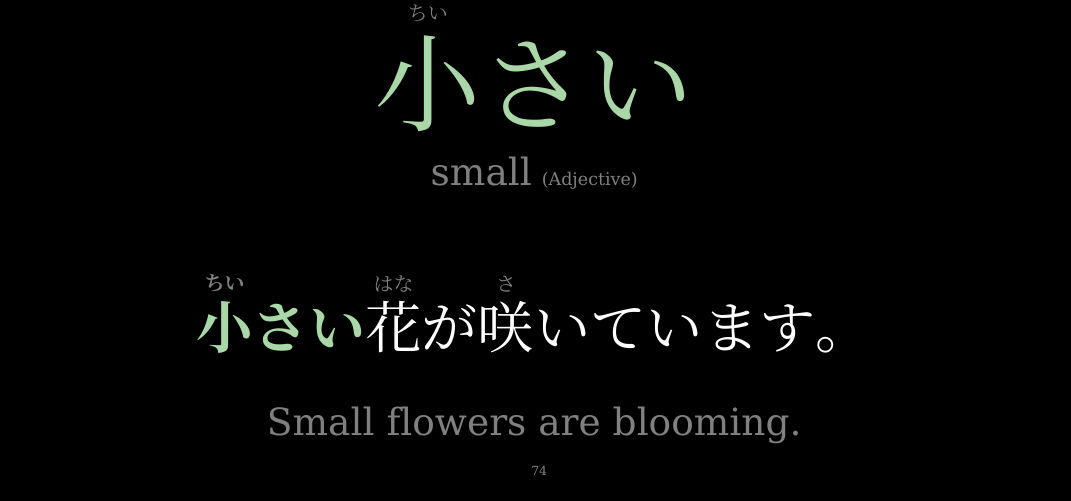 ちい
小さい
small (Adjective)
ちい はな さ
小さい花が咲いています。
Small flowers are blooming.
74